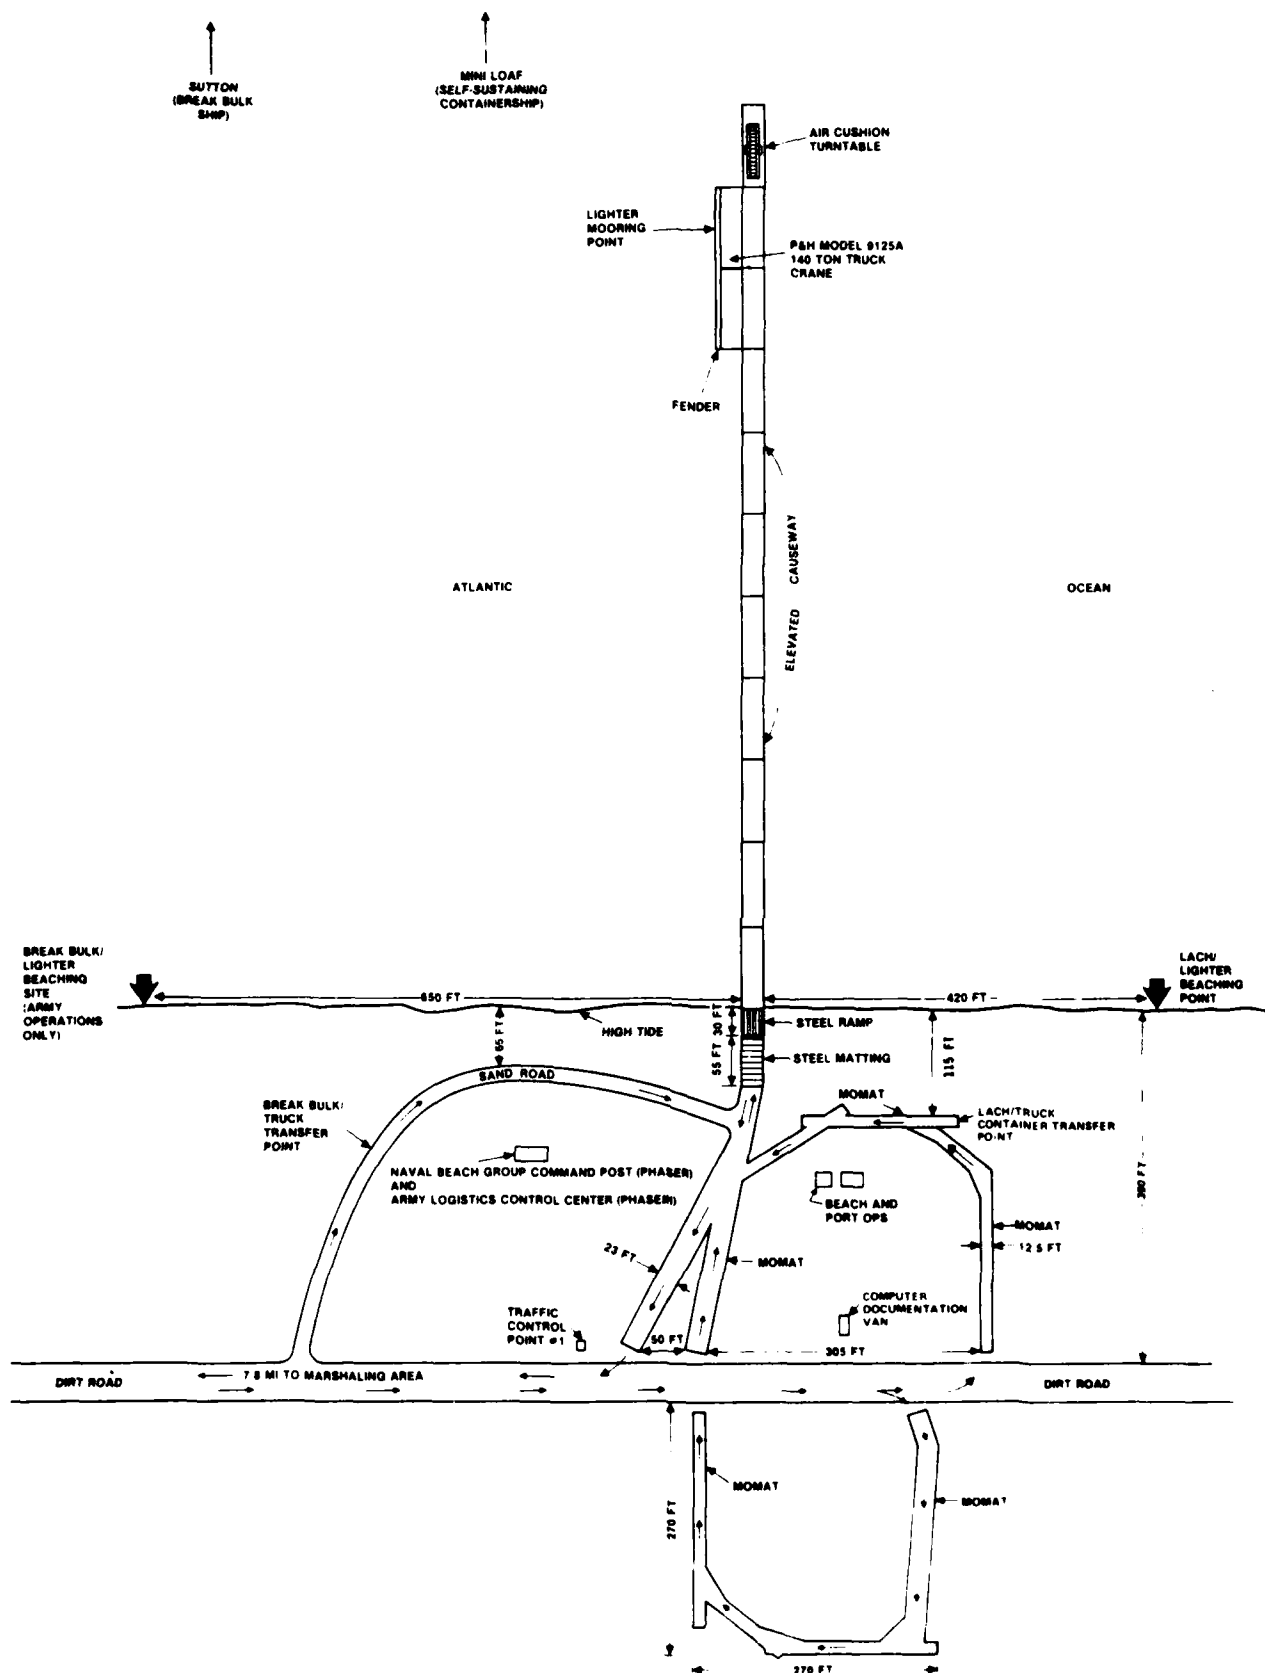 SUTTON
(BREAK BULK
SHIP)
MINI LOAF
(SELF-SUSTAINING
CONTAINERSHIP)
AIR CUSHION
TURNTABLE
LIGHTER
MOORING
POINT
P&H MODEL 9125A
140 TON TRUCK
CRANE
FENDER
ELEVATED CAUSEWAY
ATLANTIC
OCEAN
BREAK BULK/
LIGHTER
BEACHING
SITE
(ARMY
OPERATIONS
ONLY)
LACH/
LIGHTER
BEACHING
POINT
650 FT
420 FT
HIGH TIDE
65 FT
30 FT
STEEL RAMP
55 FT
STEEL MATTING
115 FT
SAND ROAD
MOMAT
LACH/TRUCK
CONTAINER TRANSFER
POINT
BREAK BULK/
TRUCK
TRANSFER
POINT
NAVAL BEACH GROUP COMMAND POST (PHASE I)
AND
ARMY LOGISTICS CONTROL CENTER (PHASE II)
BEACH AND
PORT OPS
MOMAT
12 5 FT
23 FT
MOMAT
TRAFFIC
CONTROL
POINT #1
COMPUTER
DOCUMENTATION
VAN
50 FT
305 FT
DIRT ROAD
7 8 MI TO MARSHALING AREA
DIRT ROAD
MOMAT
MOMAT
270 FT
270 FT